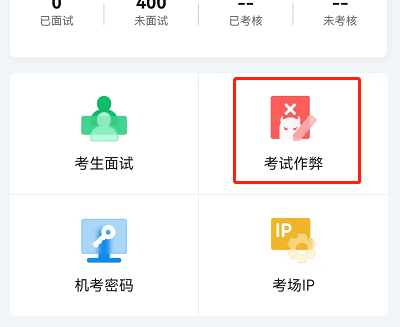 0 400 -- --
已面试 未面试 已考核 未考核
考生面试 考试作弊
IP
机考密码 考场IP